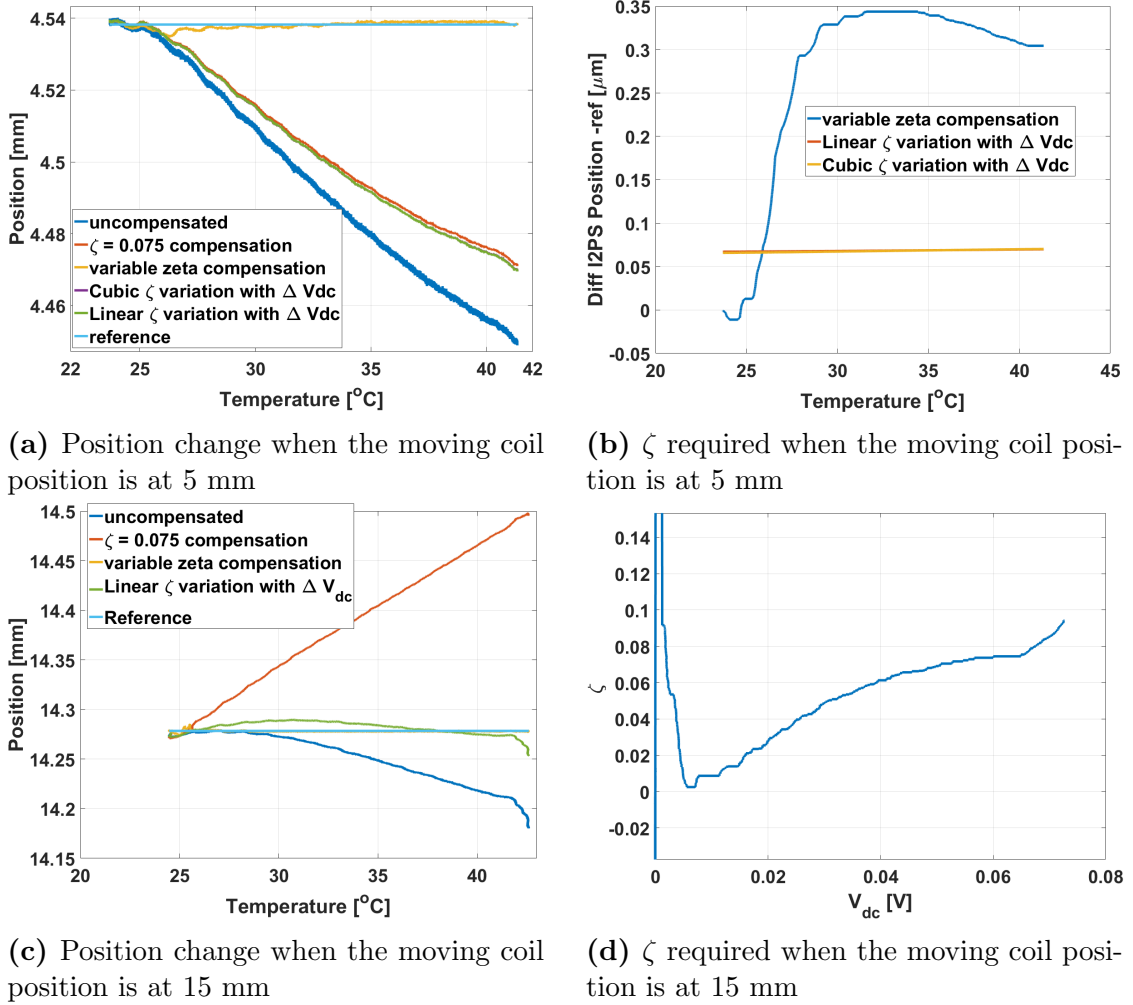 4.54
4.52
4.5
4.48
4.46
Position [mm]
uncompensated
ζ = 0.075 compensation
variable zeta compensation
Cubic ζ variation with Δ Vdc
Linear ζ variation with Δ Vdc
reference
22 25 30 35 40 42
Temperature [°C]
0.35
0.3
0.25
0.2
0.15
0.1
0.05
0
-0.05
Diff I2PS Position -ref [μm]
variable zeta compensation
Linear ζ variation with Δ Vdc
Cubic ζ variation with Δ Vdc
20 25 30 35 40 45
Temperature [°C]
(a) Position change when the moving coil
position is at 5 mm
(b) ζ required when the moving coil posi-
tion is at 5 mm
14.5
14.45
14.4
14.35
14.3
14.25
14.2
14.15
Position [mm]
uncompensated
ζ = 0.075 compensation
variable zeta compensation
Linear ζ variation with Δ V_dc
Reference
20 25 30 35 40
Temperature [°C]
0.14
0.12
0.1
0.08
0.06
0.04
0.02
0
-0.02
ζ
0 0.02 0.04 0.06 0.08
V_dc [V]
(c) Position change when the moving coil
position is at 15 mm
(d) ζ required when the moving coil posi-
tion is at 15 mm